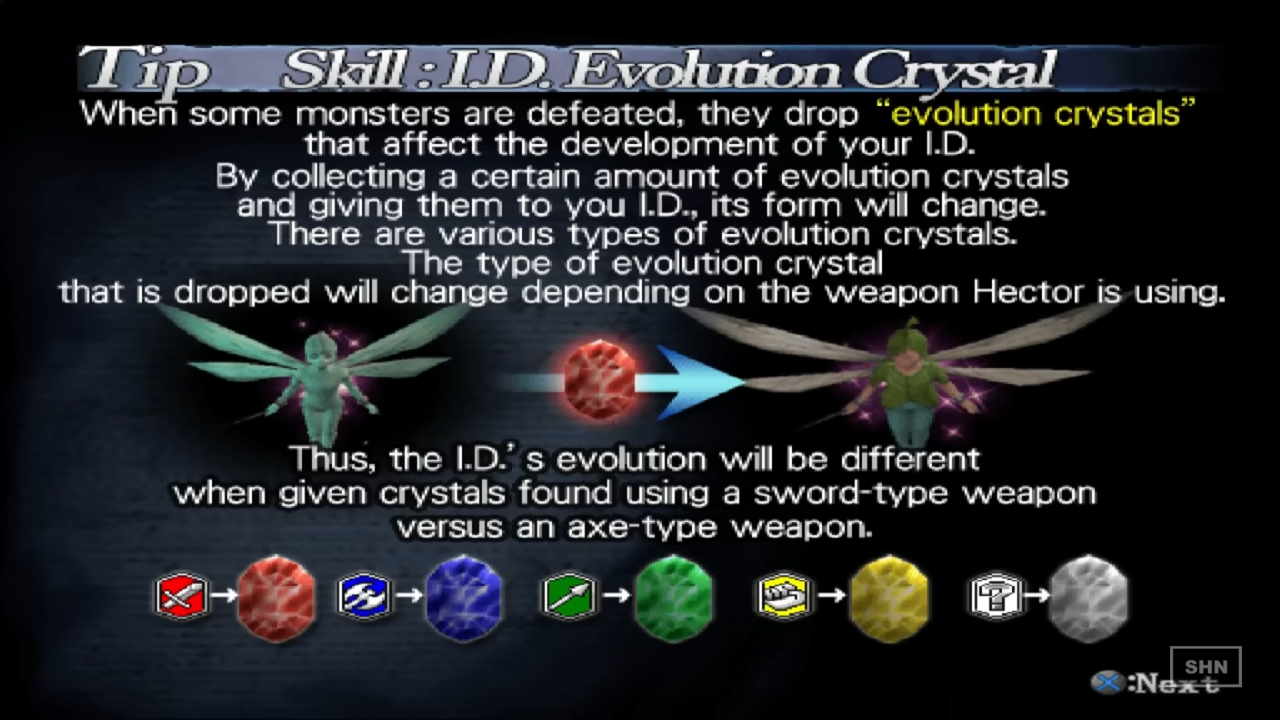 Tip Skill : I.D. Evolution Crystal
When some monsters are defeated, they drop “evolution crystals”
that affect the development of your I.D.
By collecting a certain amount of evolution crystals
and giving them to you I.D., its form will change.
There are various types of evolution crystals.
The type of evolution crystal
that is dropped will change depending on the weapon Hector is using.
Thus, the I.D.’s evolution will be different
when given crystals found using a sword-type weapon
versus an axe-type weapon.
?
SHN
:Next